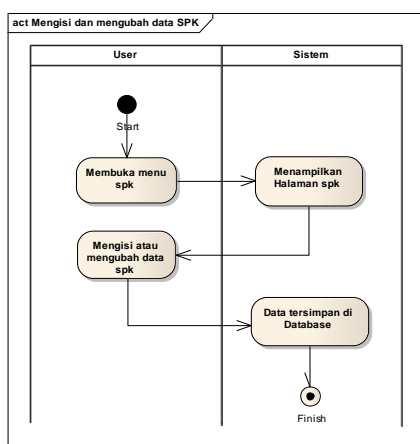 act Mengisi dan mengubah data SPK
User
Sistem
Start
Membuka menu
spk
Menampilkan
Halaman spk
Mengisi atau
mengubah data
spk
Data tersimpan di
Database
Finish